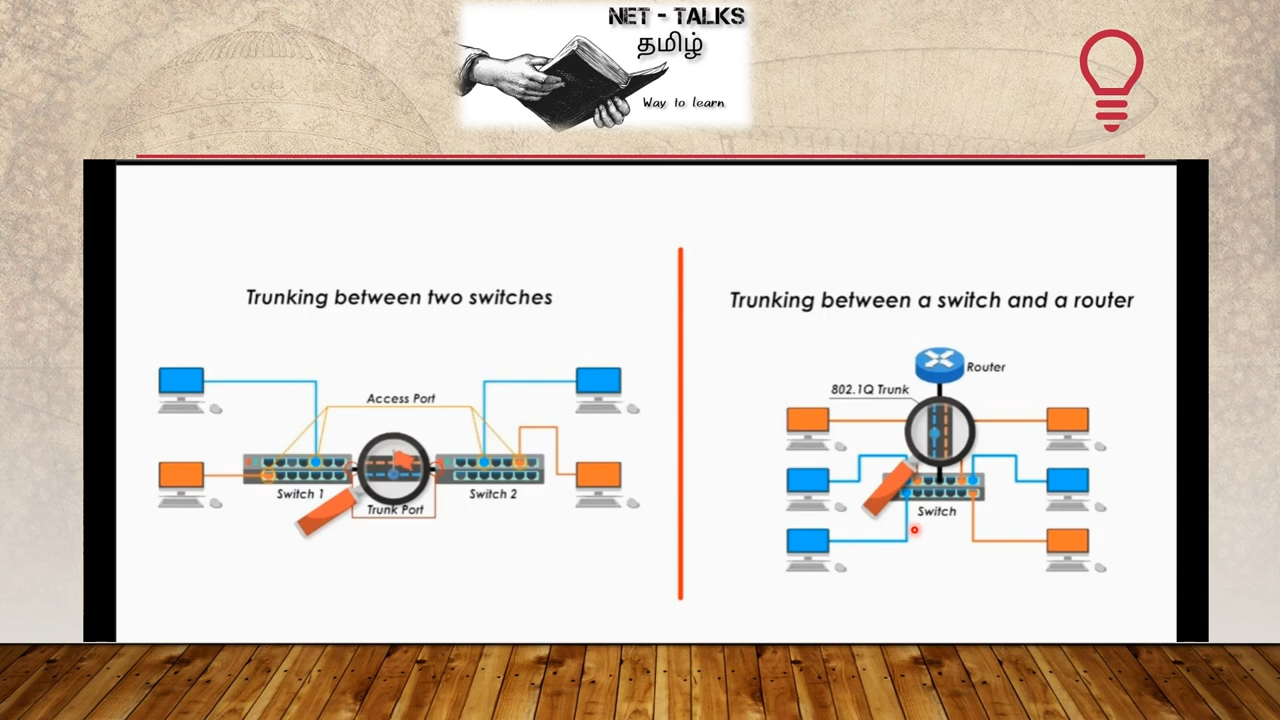 NET - TALKS
தமிழ்
Way to learn
Trunking between two switches
Access Port
Switch 1
Switch 2
Trunk Port
Trunking between a switch and a router
Router
802.1Q Trunk
Switch